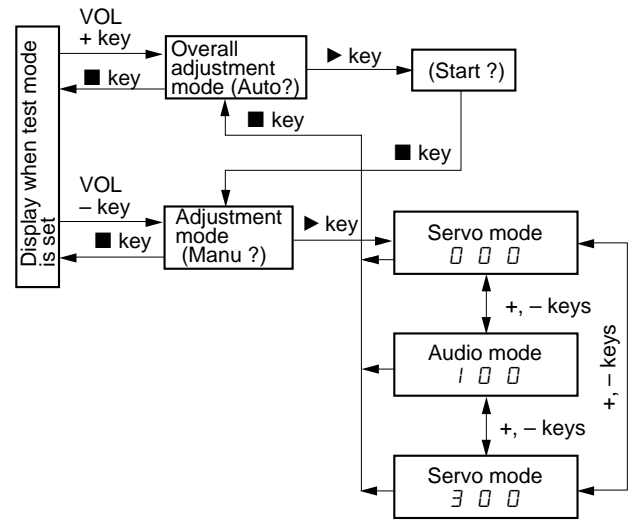 Display when test mode
is set
VOL
+ key
■ key
Overall
adjustment
mode (Auto?)
▶ key
(Start ?)
■ key
■ key
VOL
– key
■ key
Adjustment
mode
(Manu ?)
▶ key
Servo mode
0 0 0
+, – keys
Audio mode
1 0 0
+, – keys
+, – keys
Servo mode
3 0 0